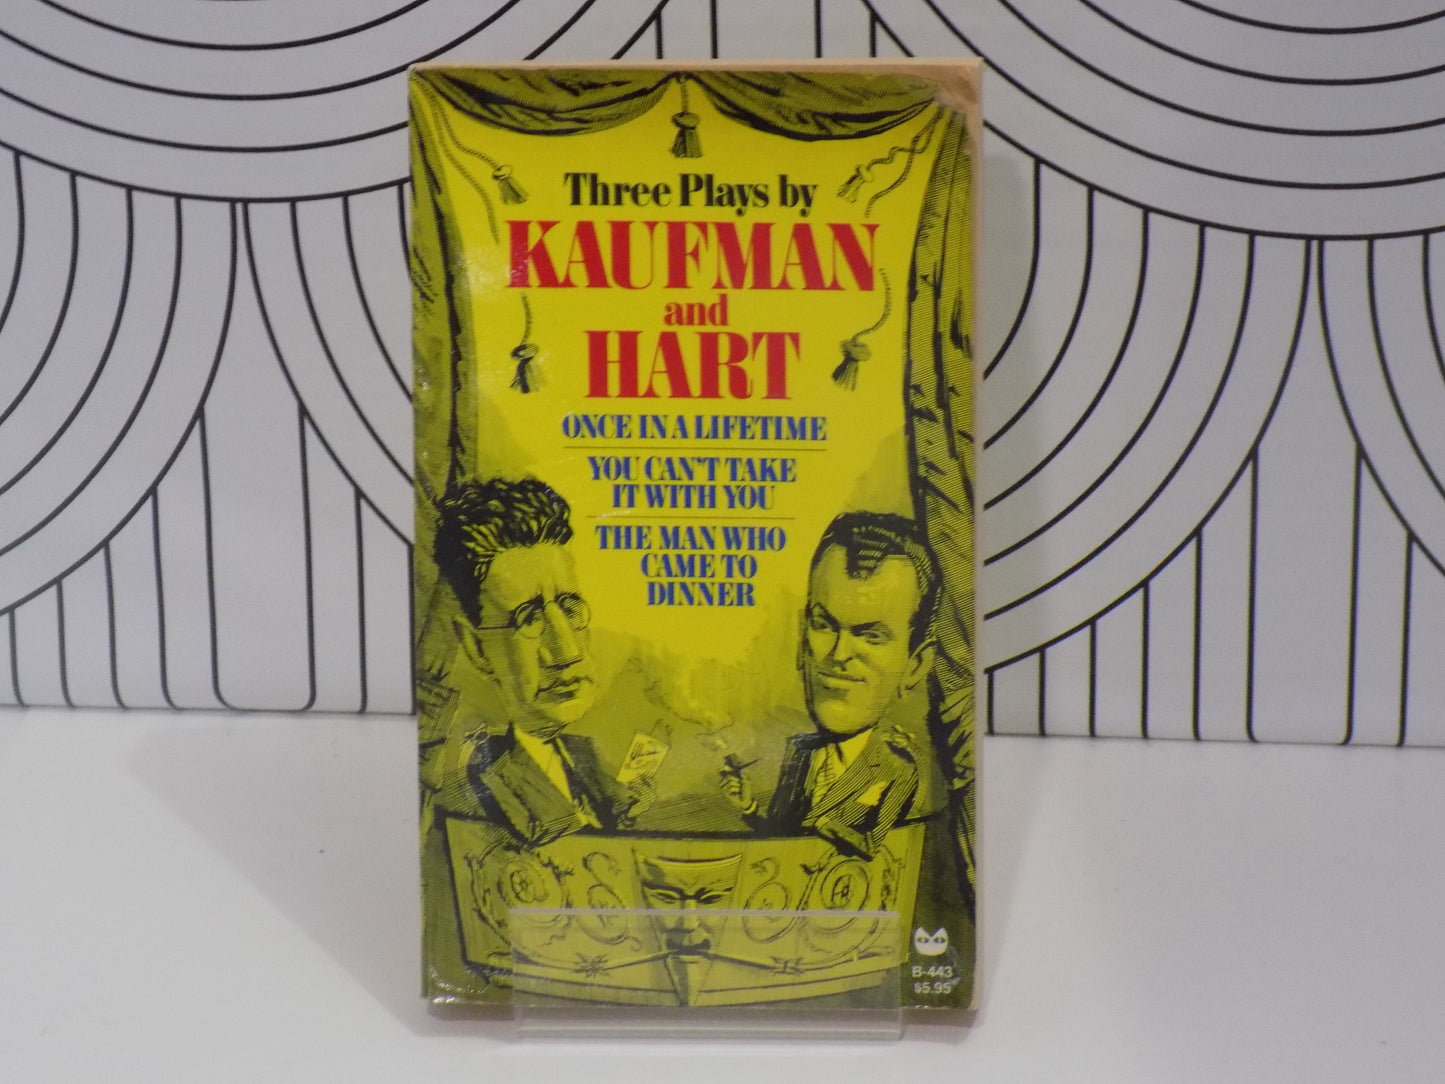 Three Plays by
KAUFMAN
and
HART
ONCE IN A LIFETIME
YOU CAN'T TAKE
IT WITH YOU
THE MAN WHO
CAME TO
DINNER
B-443
$5.95